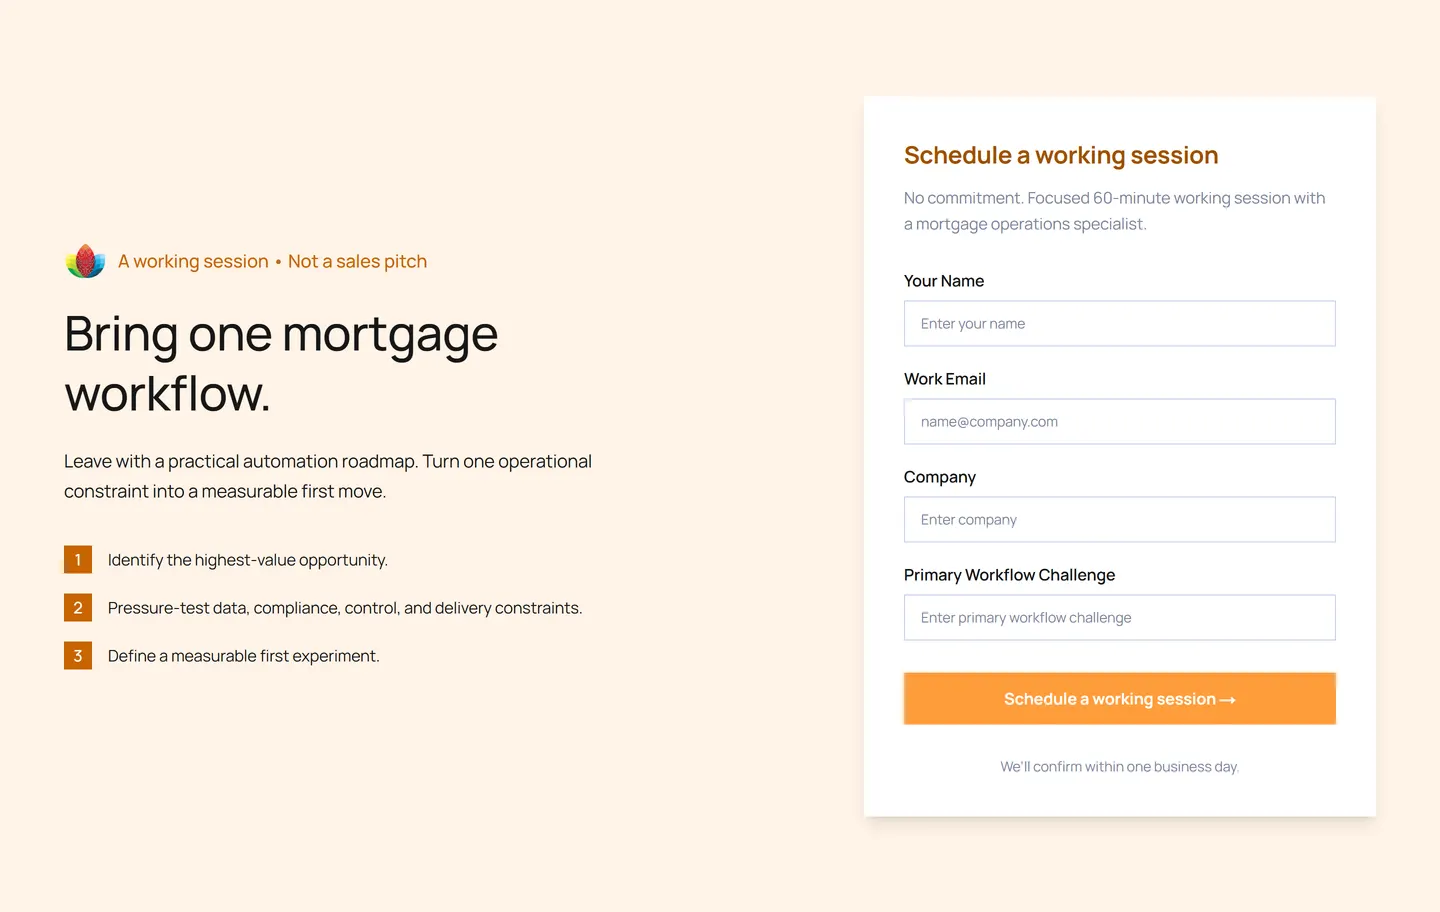 A working session • Not a sales pitch
Bring one mortgage
workflow.
Leave with a practical automation roadmap. Turn one operational
constraint into a measurable first move.
1 Identify the highest-value opportunity.
2 Pressure-test data, compliance, control, and delivery constraints.
3 Define a measurable first experiment.
Schedule a working session
No commitment. Focused 60-minute working session with
a mortgage operations specialist.
Your Name
Enter your name
Work Email
name@company.com
Company
Enter company
Primary Workflow Challenge
Enter primary workflow challenge
Schedule a working session →
We'll confirm within one business day.